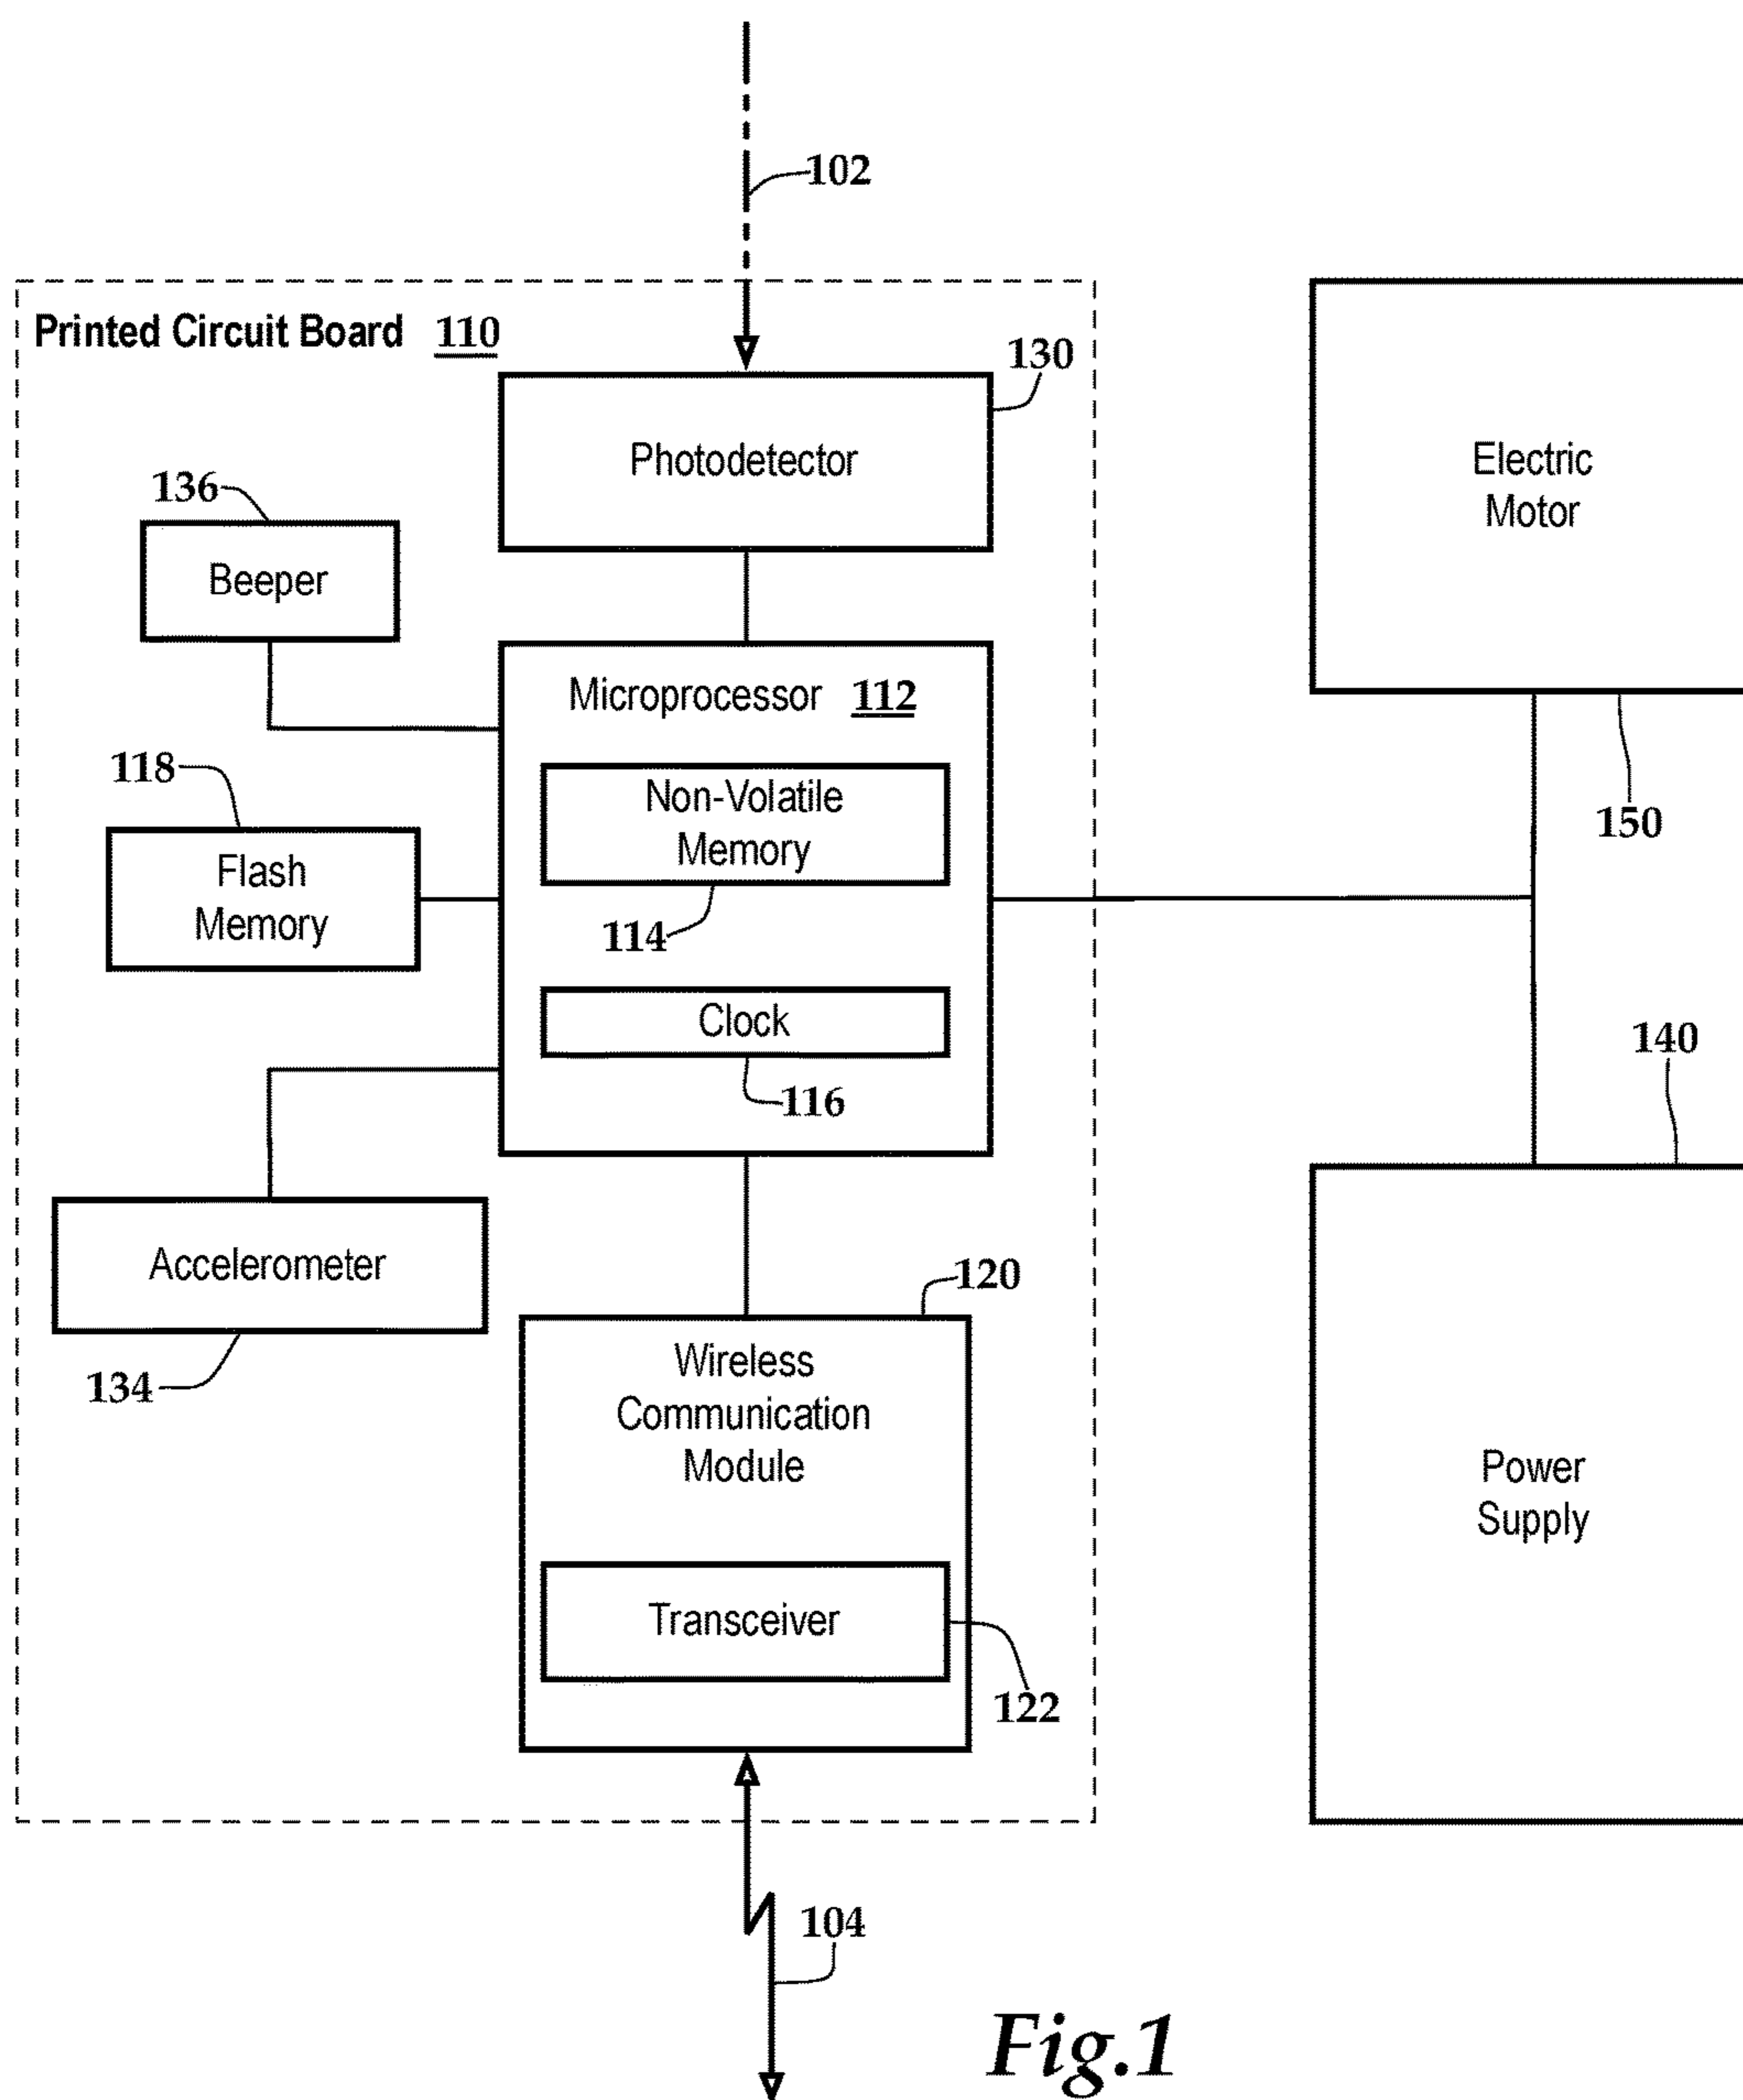 102
Printed Circuit Board 110
130
Photodetector
Electric
Motor
136
Beeper
Microprocessor 112
118
Non-Volatile
Memory
150
Flash
Memory
114
Clock
140
116
Accelerometer
120
134
Wireless
Communication
Module
Power
Supply
Transceiver
122
104
Fig.1